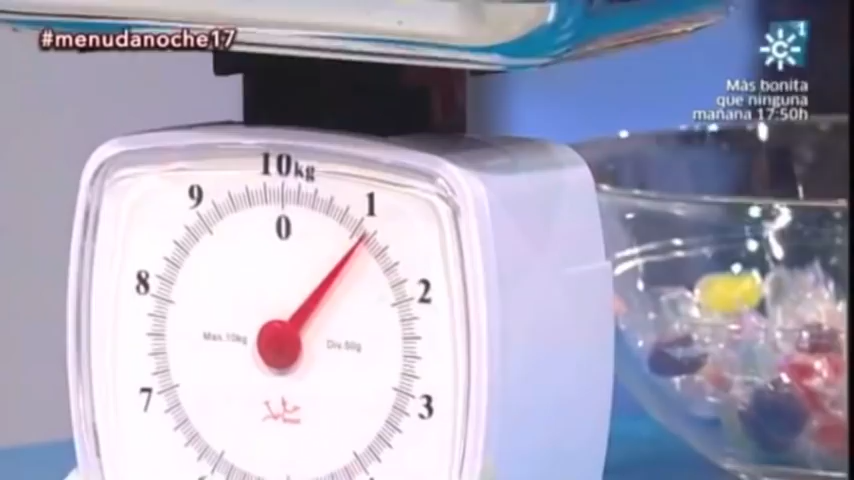 #menudanoche17
1
Más bonita
que ninguna
mañana 17:50h
10kg
9
1
0
8
2
Max.10kg
Div.50g
7
3